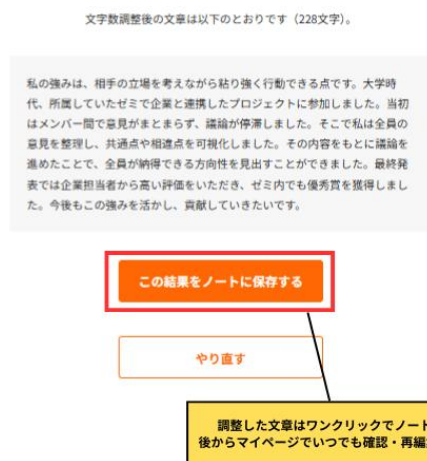 文字数調整後の文章は以下のとおりです（228文字）。
私の強みは、相手の立場を考えながら粘り強く行動できる点です。大学時
代、所属していたゼミで企業と連携したプロジェクトに参加しました。当初
はメンバー間で意見がまとまらず、議論が停滞しました。そこで私は全員の
意見を整理し、共通点や相違点を可視化しました。その内容をもとに議論を
進めたことで、全員が納得できる方向性を見出すことができました。最終発
表では企業担当者から高い評価をいただき、ゼミ内でも優秀賞を獲得しまし
た。今後もこの強みを活かし、貢献していきたいです。
この結果をノートに保存する
やり直す
調整した文章はワンクリックでノート
後からマイページでいつでも確認・再編